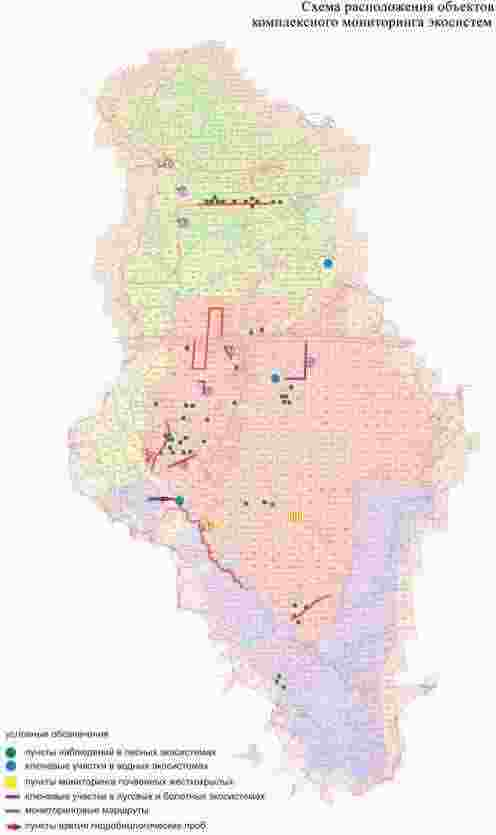 Схема расположения объектов
комплексного мониторинга экосистем
условные обозначения
пункты наблюдений в лесных экосистемах
ключевые участки в водных экосистемах
пункты мониторинга почвенных жесткокрылых
ключевые участки в луговых и болотных экосистемах
мониторинговые маршруты
пункты взятия гидробиологических проб